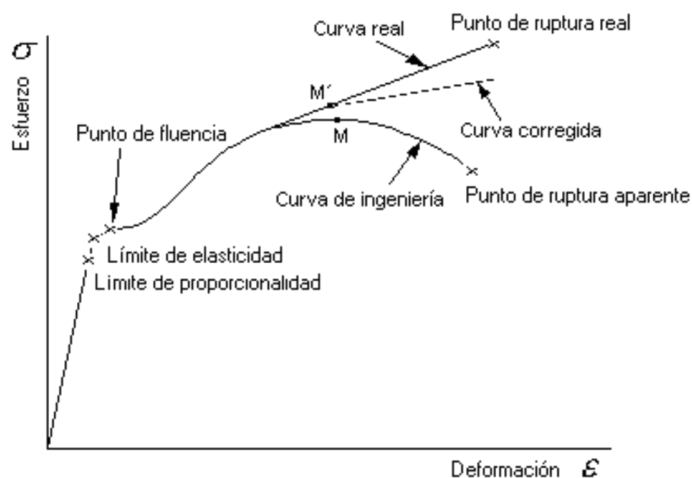 Punto de ruptura real
Curva real
σ
Esfuerzo
M´
Punto de fluencia
Curva corregida
M
Curva de ingeniería
Punto de ruptura aparente
Límite de elasticidad
Límite de proporcionalidad
Deformación ε